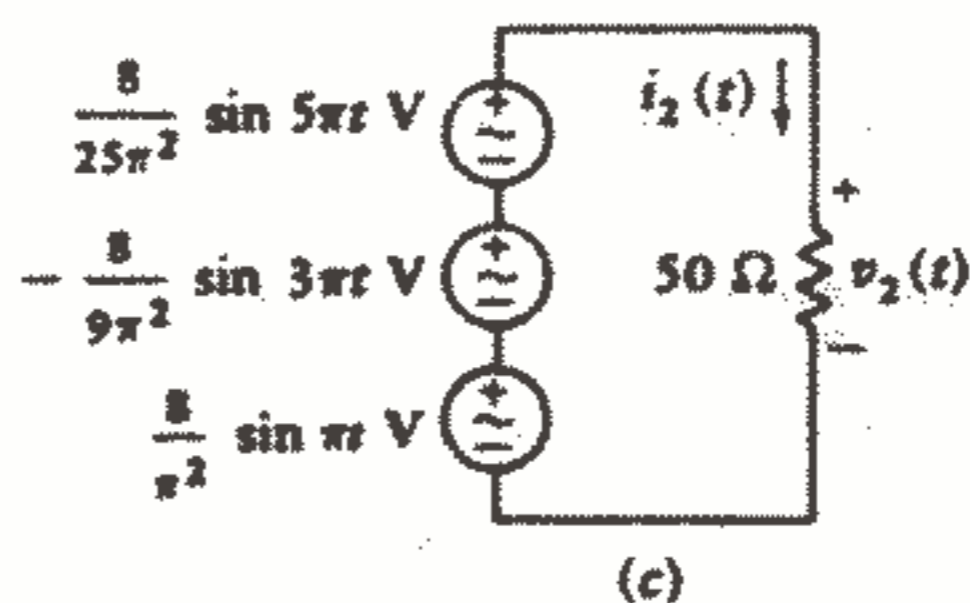 8/25π² sin 5πt V
i₂(t)
+
− 8/9π² sin 3πt V
50 Ω
v₂(t)
−
8/π² sin πt V
(c)